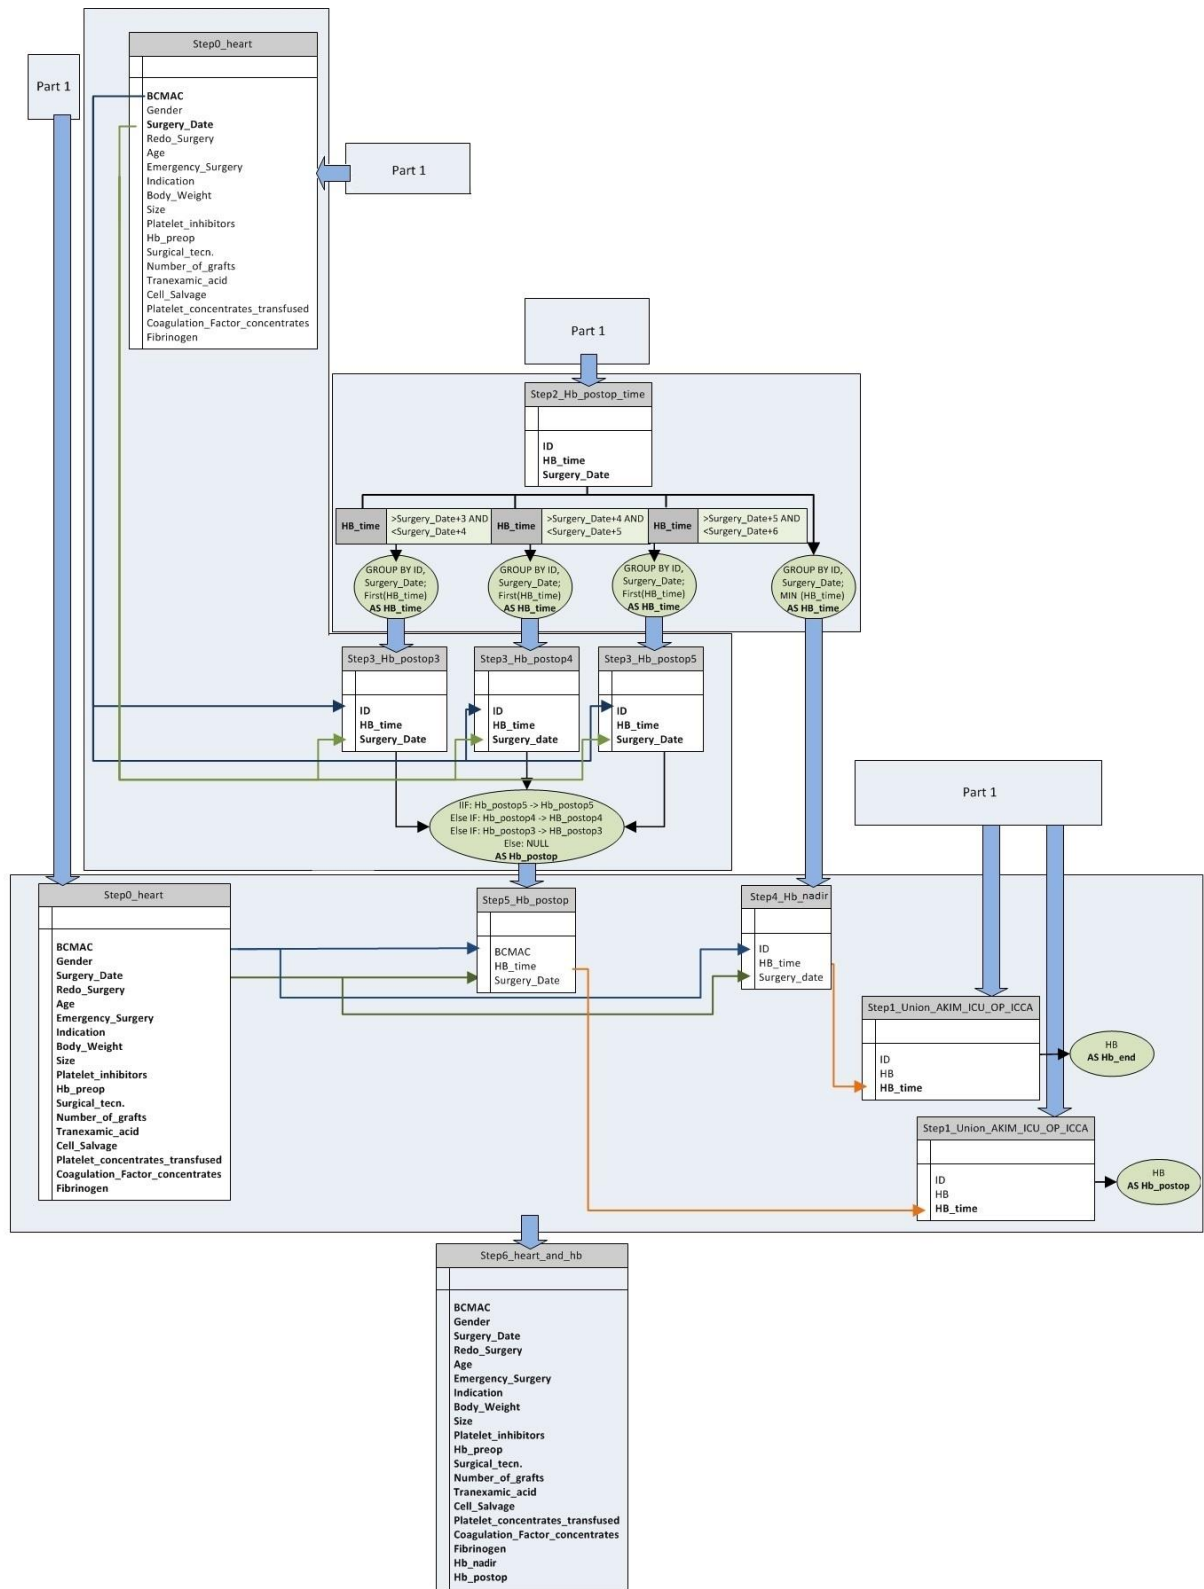 Step0_heart
Part 1
BCMAC
Gender
Surgery_Date
Redo_Surgery
Age
Emergency_Surgery
Indication
Body_Weight
Size
Platelet_inhibitors
Hb_preop
Surgical_tecn.
Number_of_grafts
Tranexamic_acid
Cell_Salvage
Platelet_concentrates_transfused
Coagulation_Factor_concentrates
Fibrinogen
Part 1
Part 1
Step2_Hb_postop_time
ID
HB_time
Surgery_Date
HB_time
>Surgery_Date+3 AND
<Surgery_Date+4
HB_time
>Surgery_Date+4 AND
<Surgery_Date+5
HB_time
>Surgery_Date+5 AND
<Surgery_Date+6
GROUP BY ID,
Surgery_Date;
First(HB_time)
AS HB_time
GROUP BY ID,
Surgery_Date;
First(HB_time)
AS HB_time
GROUP BY ID,
Surgery_Date;
First(HB_time)
AS HB_time
GROUP BY ID,
Surgery_Date;
MIN (HB_time)
AS HB_time
Step3_Hb_postop3
ID
HB_time
Surgery_Date
Step3_Hb_postop4
ID
HB_time
Surgery_date
Step3_Hb_postop5
ID
HB_time
Surgery_Date
IIF: Hb_postop5 -> Hb_postop5
Else IF: Hb_postop4 -> HB_postop4
Else IF: Hb_postop3 -> HB_postop3
Else: NULL
AS Hb_postop
Part 1
Step0_heart
BCMAC
Gender
Surgery_Date
Redo_Surgery
Age
Emergency_Surgery
Indication
Body_Weight
Size
Platelet_inhibitors
Hb_preop
Surgical_tecn.
Number_of_grafts
Tranexamic_acid
Cell_Salvage
Platelet_concentrates_transfused
Coagulation_Factor_concentrates
Fibrinogen
Step5_Hb_postop
BCMAC
HB_time
Surgery_Date
Step4_Hb_nadir
ID
HB_time
Surgery_date
Step1_Union_AKIM_ICU_OP_ICCA
ID
HB
HB_time
HB
AS Hb_end
Step1_Union_AKIM_ICU_OP_ICCA
ID
HB
HB_time
HB
AS Hb_postop
Step6_heart_and_hb
BCMAC
Gender
Surgery_Date
Redo_Surgery
Age
Emergency_Surgery
Indication
Body_Weight
Size
Platelet_inhibitors
Hb_preop
Surgical_tecn.
Number_of_grafts
Tranexamic_acid
Cell_Salvage
Platelet_concentrates_transfused
Coagulation_Factor_concentrates
Fibrinogen
Hb_nadir
Hb_postop